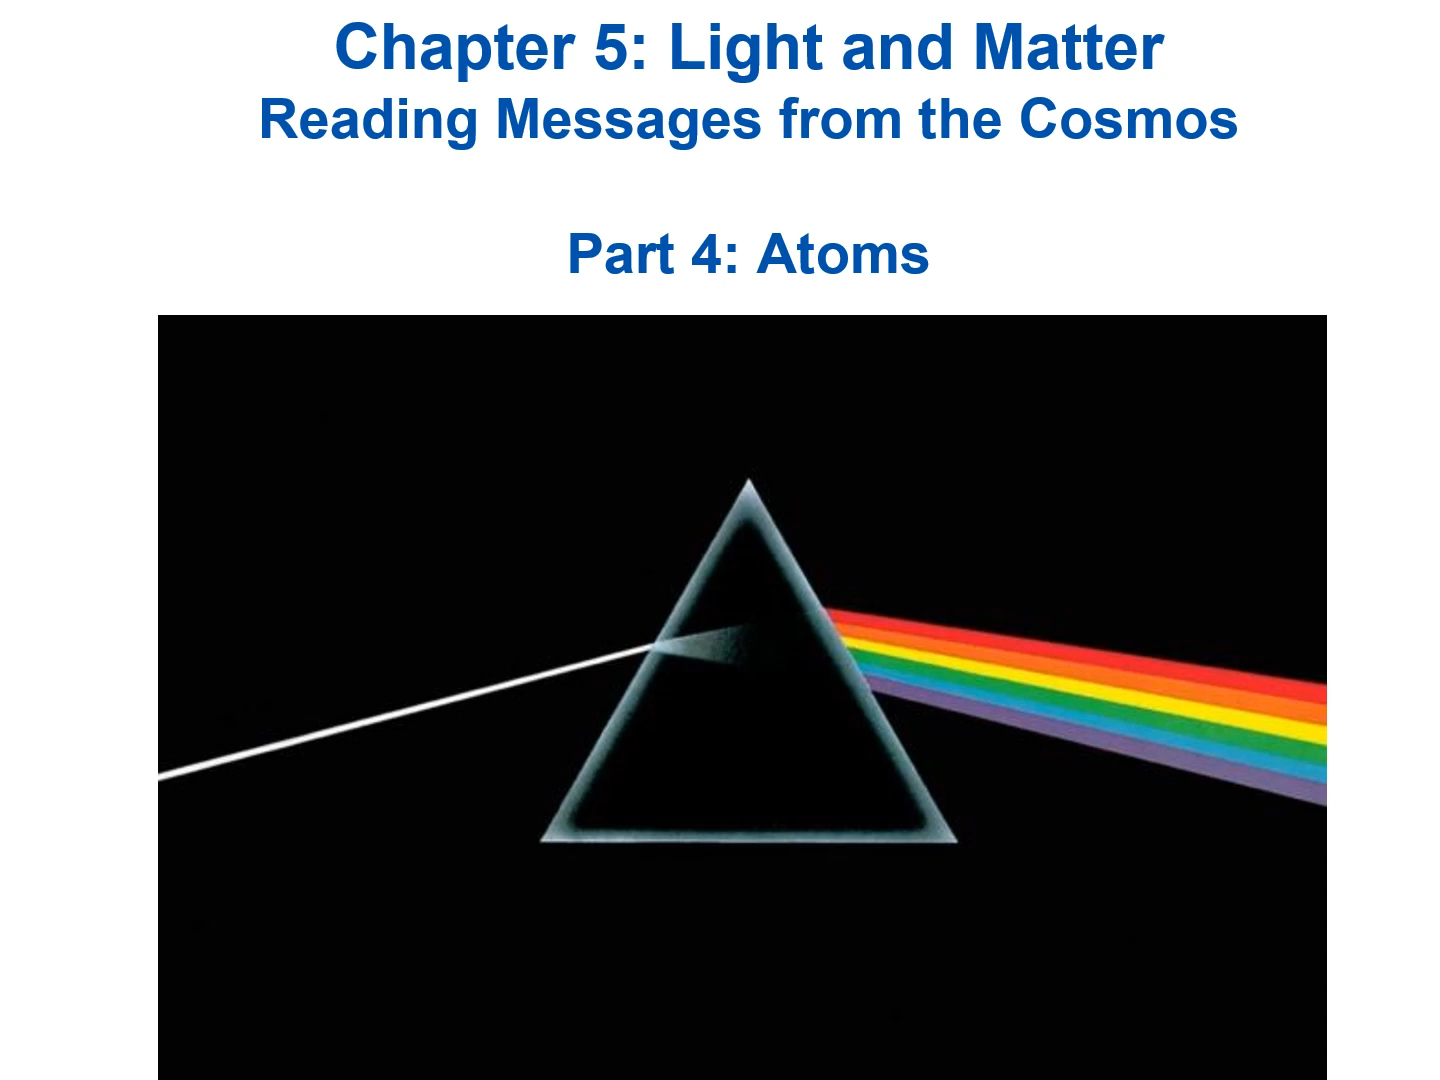 Chapter 5: Light and Matter
Reading Messages from the Cosmos
Part 4: Atoms